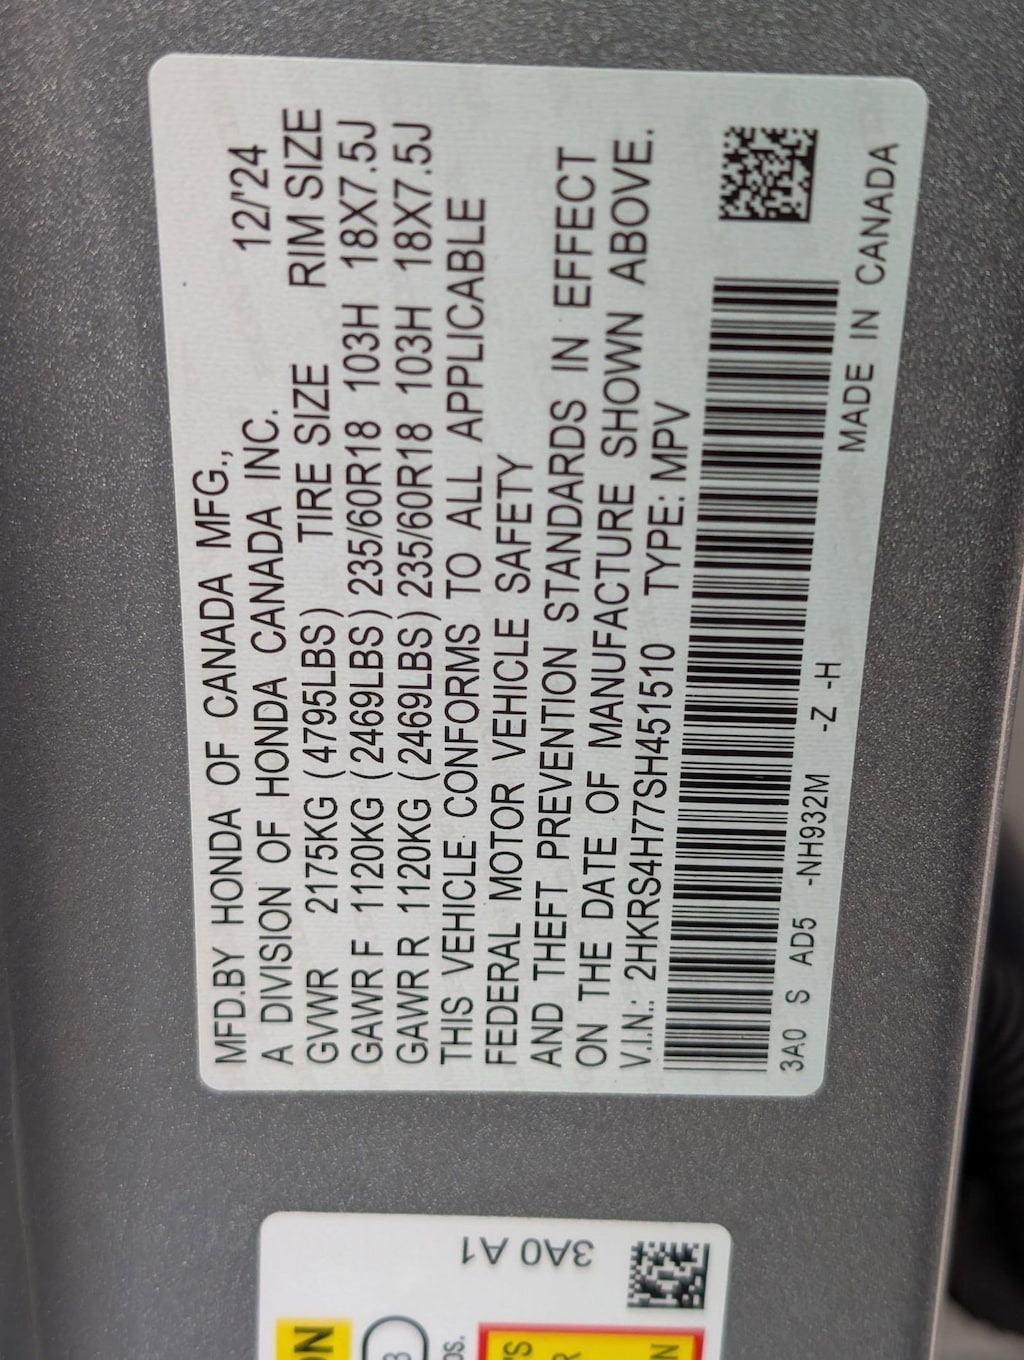 MFD.BY HONDA OF CANADA MFG.,
A DIVISION OF HONDA CANADA INC. 12/'24
GVWR 2175KG (4795LBS) TIRE SIZE RIM SIZE
GAWR F 1120KG (2469LBS) 235/60R18 103H 18X7.5J
GAWR R 1120KG (2469LBS) 235/60R18 103H 18X7.5J
THIS VEHICLE CONFORMS TO ALL APPLICABLE
FEDERAL MOTOR VEHICLE SAFETY
AND THEFT PREVENTION STANDARDS IN EFFECT
ON THE DATE OF MANUFACTURE SHOWN ABOVE.
V.I.N.: 2HKRS4H77SH451510 TYPE: MPV
3A0 S AD5 -NH932M -Z -H
MADE IN CANADA
3A0 A1